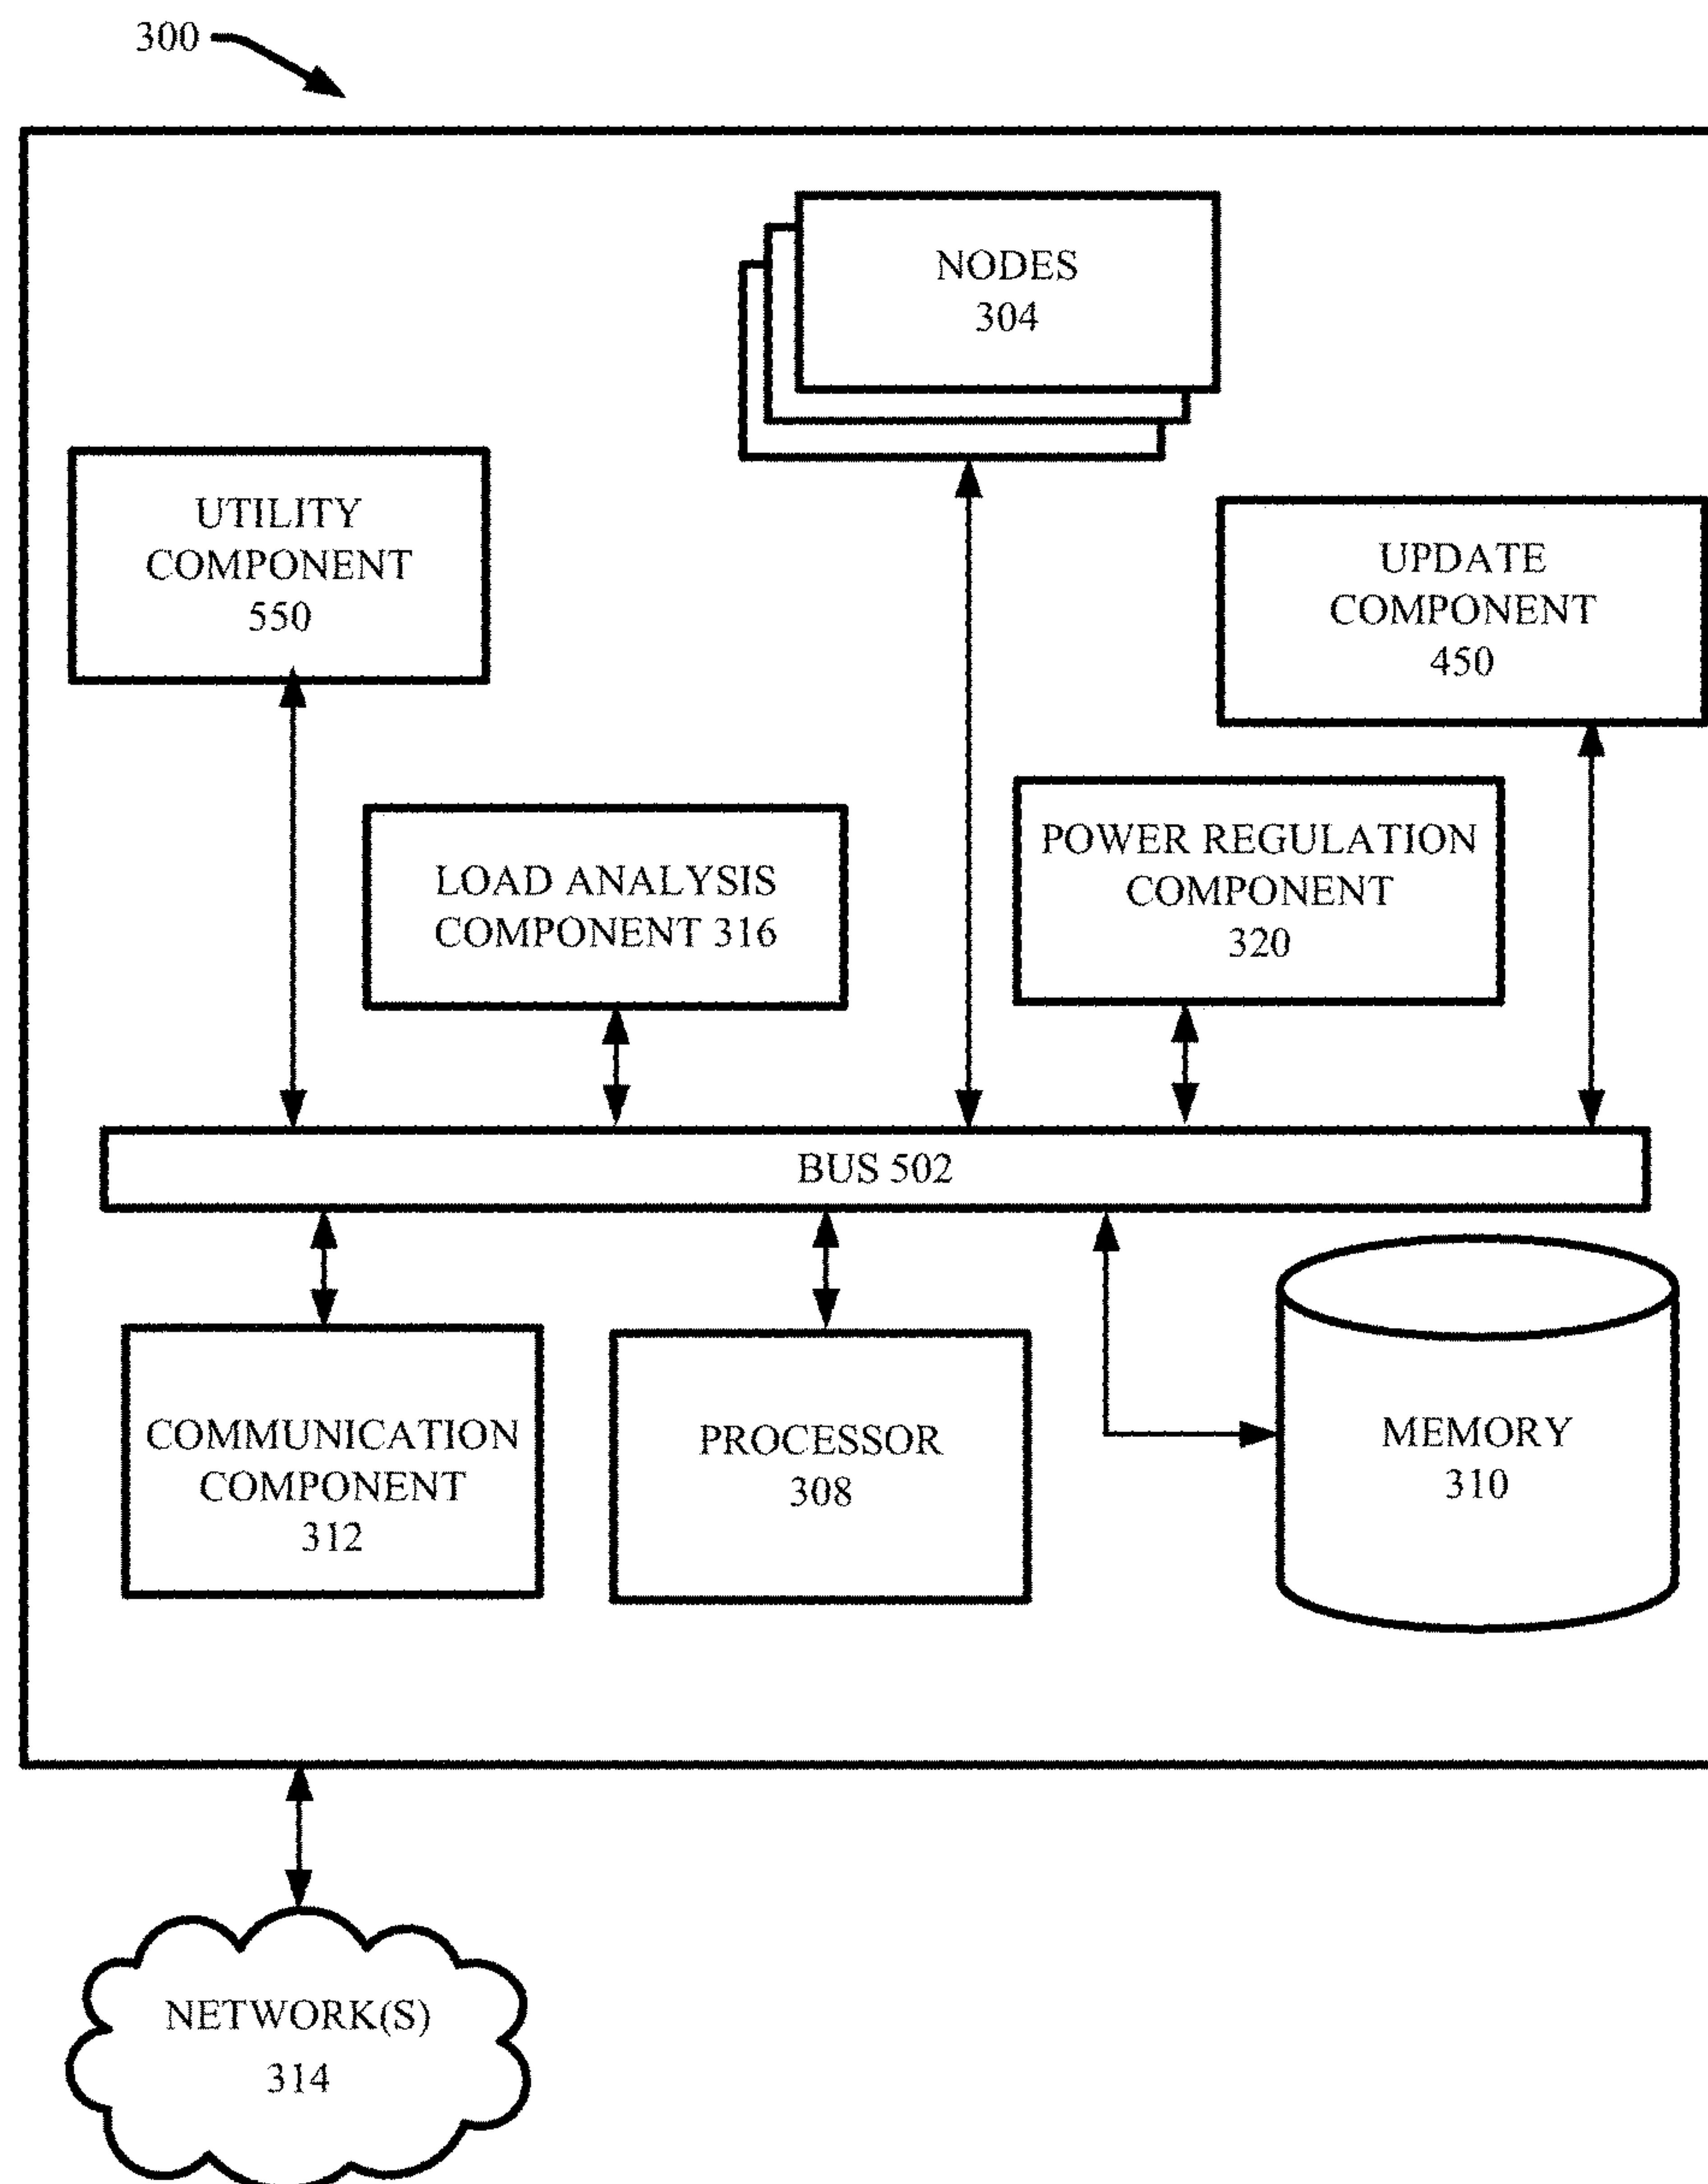 300
NODES
304
UTILITY
COMPONENT
550
UPDATE
COMPONENT
450
LOAD ANALYSIS
COMPONENT 316
POWER REGULATION
COMPONENT
320
BUS 502
COMMUNICATION
COMPONENT
312
PROCESSOR
308
MEMORY
310
NETWORK(S)
314